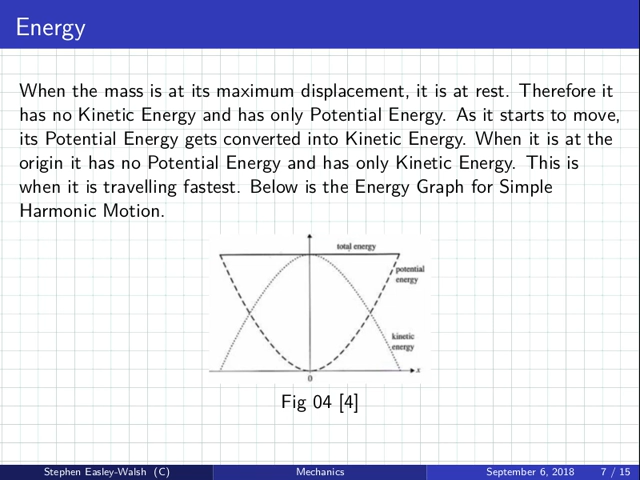 Energy
When the mass is at its maximum displacement, it is at rest. Therefore it
has no Kinetic Energy and has only Potential Energy. As it starts to move,
its Potential Energy gets converted into Kinetic Energy. When it is at the
origin it has no Potential Energy and has only Kinetic Energy. This is
when it is travelling fastest. Below is the Energy Graph for Simple
Harmonic Motion.
total energy
potential
energy
kinetic
energy
x
0
Fig 04 [4]
Stephen Easley-Walsh (C) Mechanics September 6, 2018 7 / 15